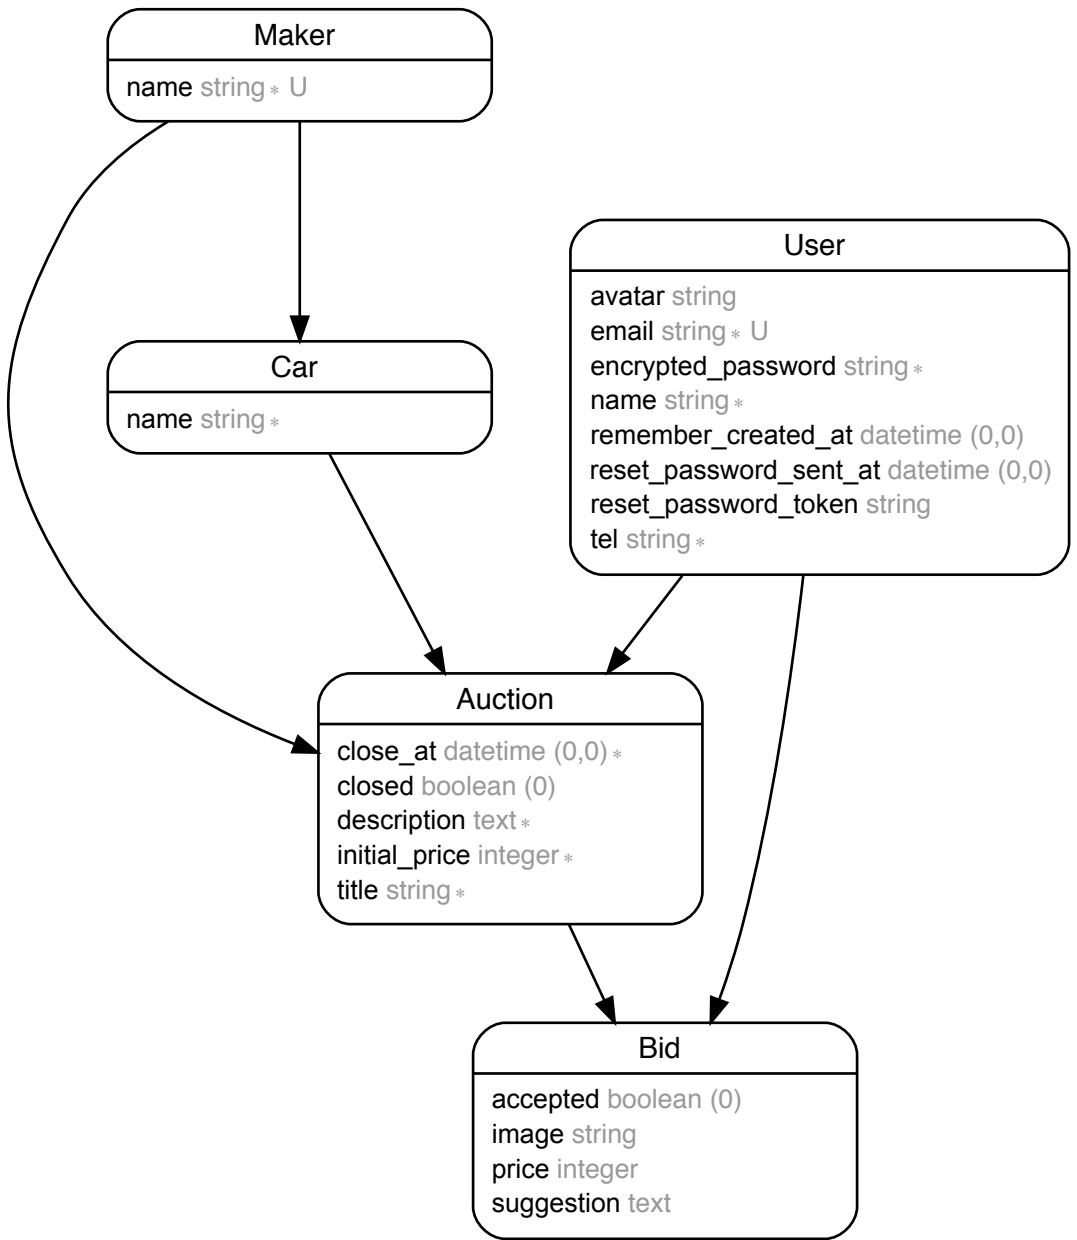 Maker
name string * U
User
avatar string
email string * U
encrypted_password string *
name string *
remember_created_at datetime (0,0)
reset_password_sent_at datetime (0,0)
reset_password_token string
tel string *
Car
name string *
Auction
close_at datetime (0,0) *
closed boolean (0)
description text *
initial_price integer *
title string *
Bid
accepted boolean (0)
image string
price integer
suggestion text